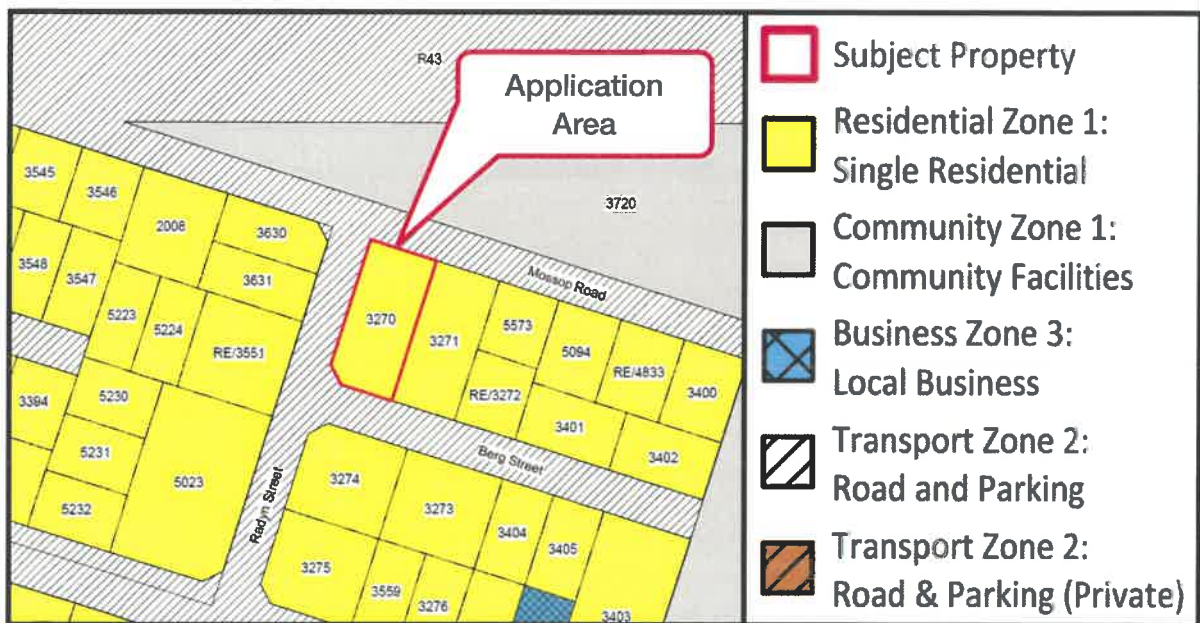 R43
Application
Area
3545
3546
2008
3630
3720
3548
3547
3631
Mossop Road
5223
5224
3270
3271
5573
5094
RE/3551
RE/4833
3400
3394
5230
RE/3272
3401
3402
5231
5023
Berg Street
5232
Radyn Street
3274
3273
3404
3405
3275
3559
3276
3403
Subject Property
Residential Zone 1:
Single Residential
Community Zone 1:
Community Facilities
Business Zone 3:
Local Business
Transport Zone 2:
Road and Parking
Transport Zone 2:
Road & Parking (Private)